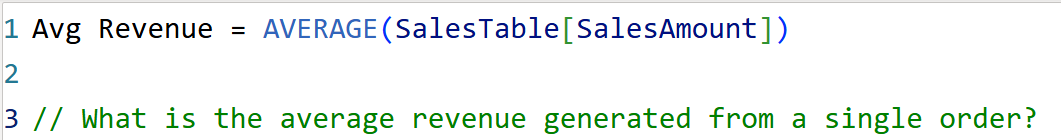 1 Avg Revenue = AVERAGE(SalesTable[SalesAmount])
2
3 // What is the average revenue generated from a single order?